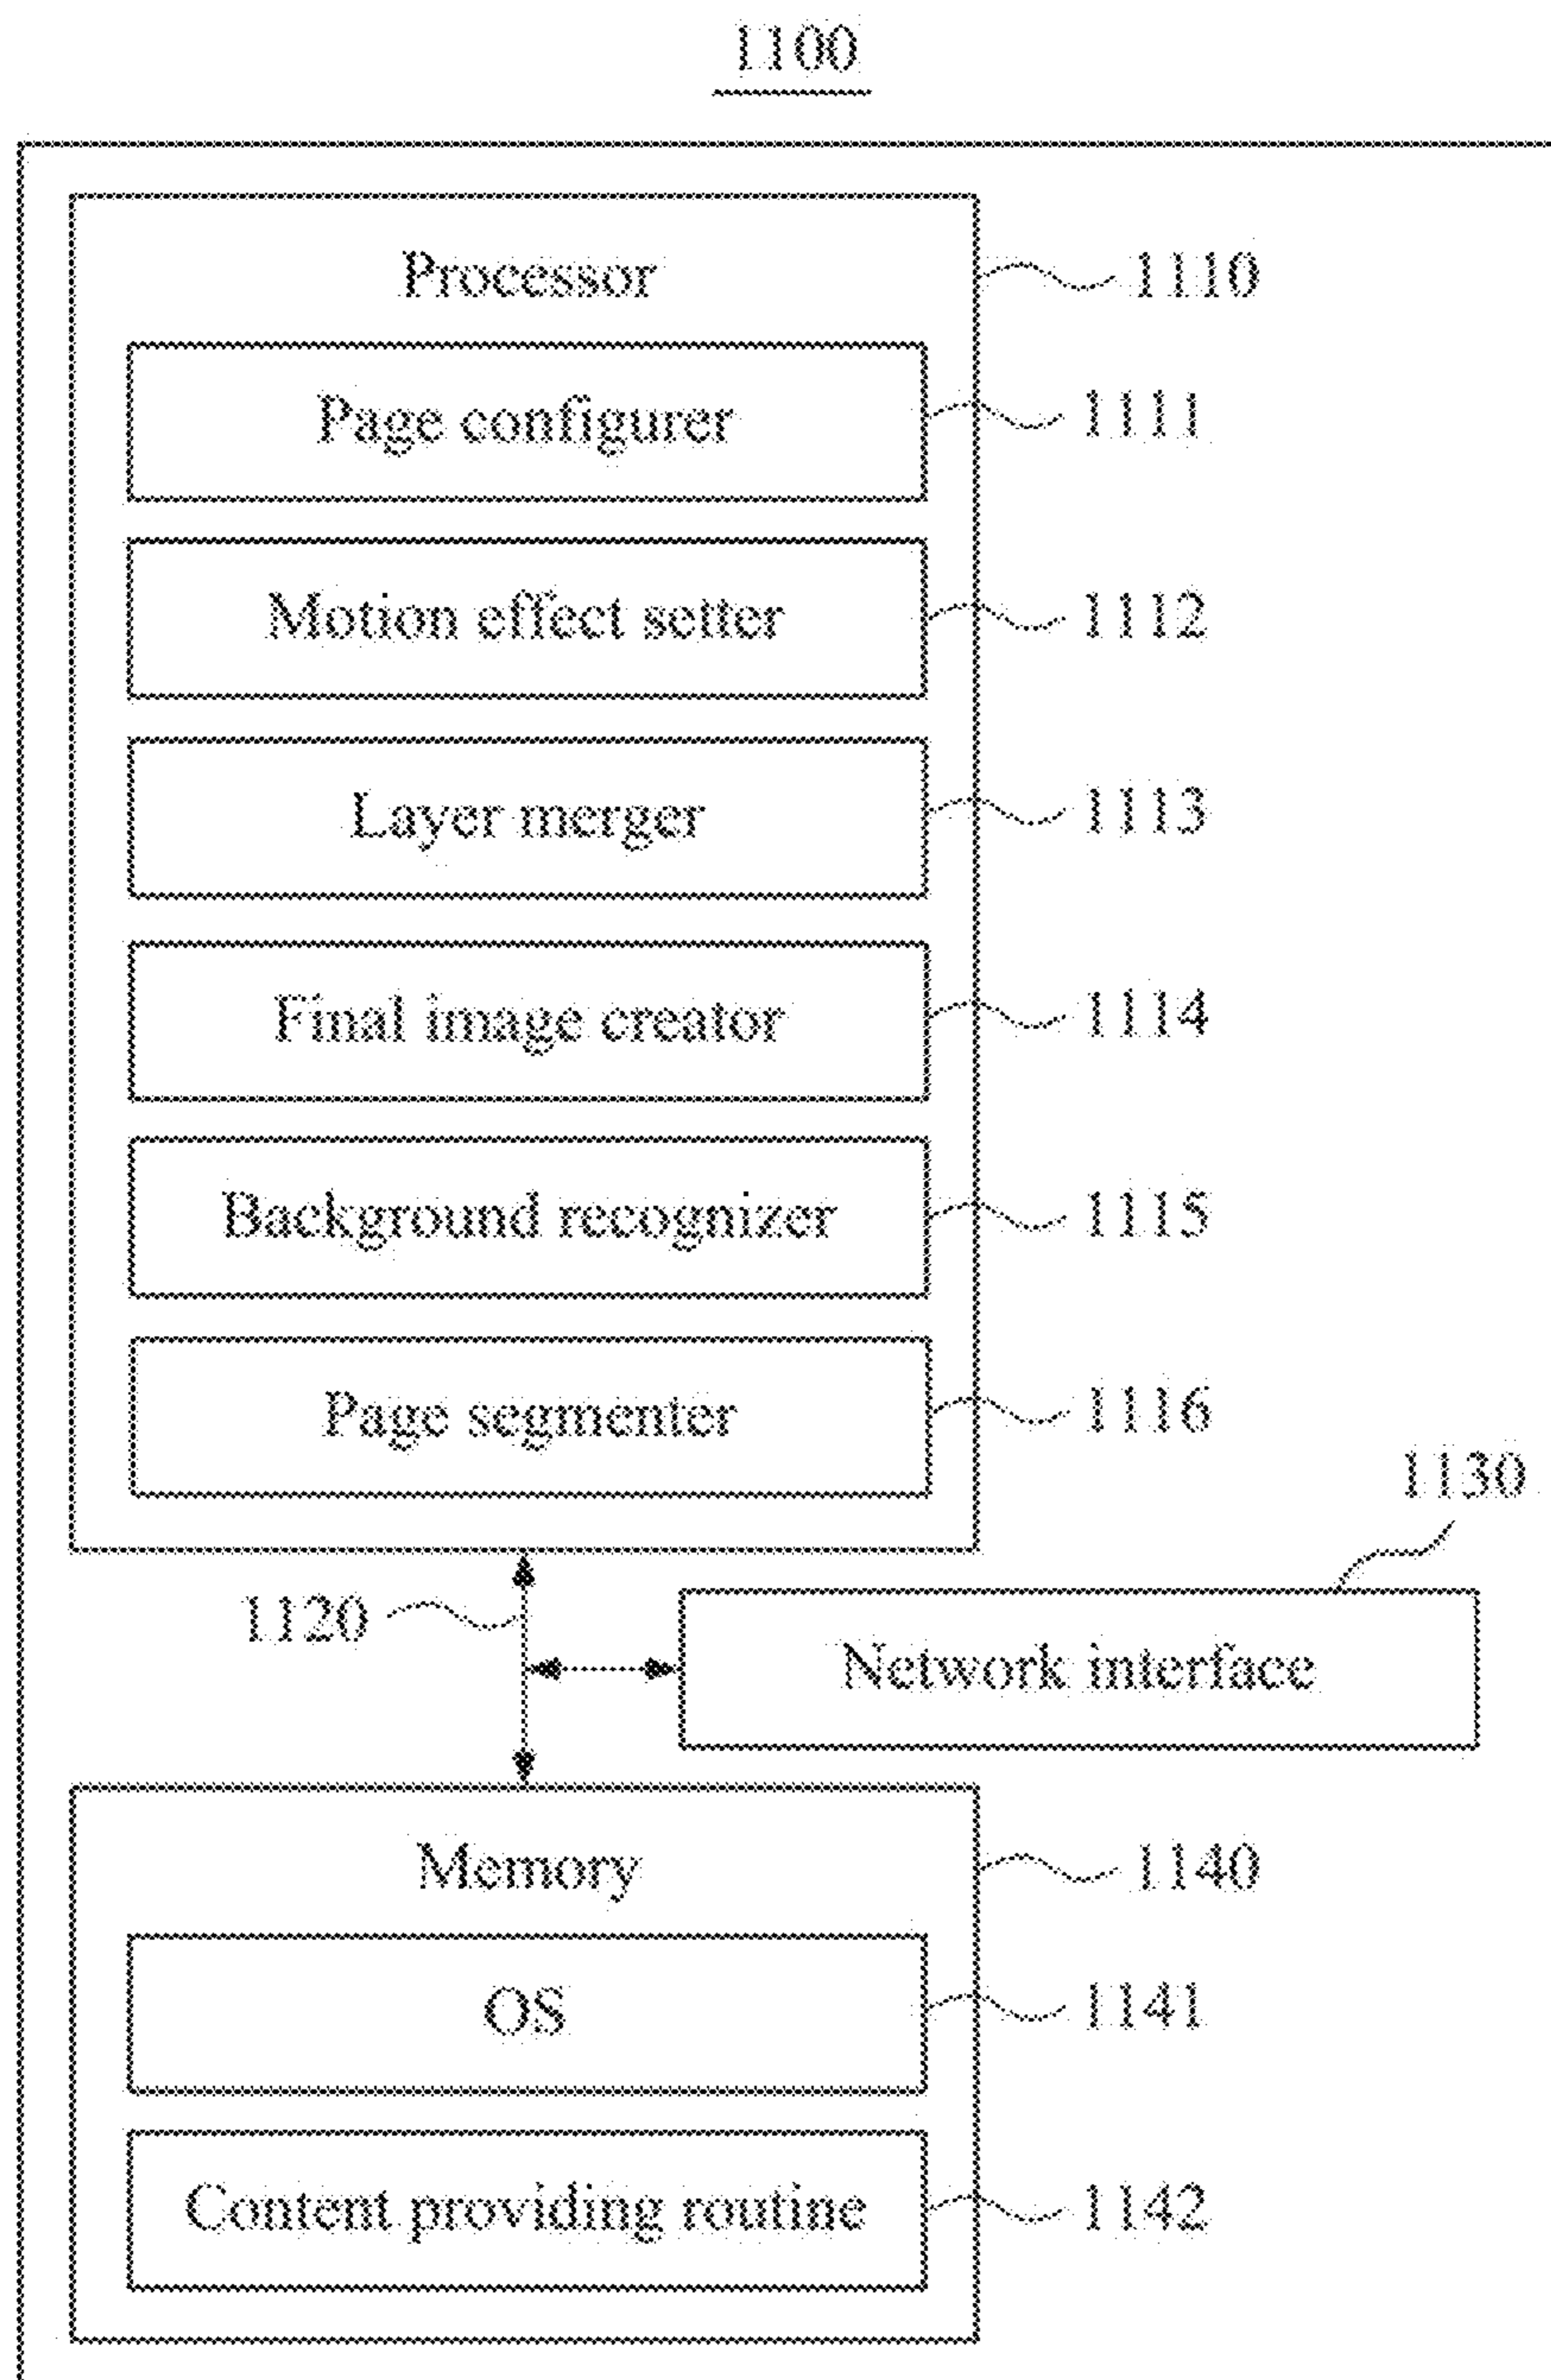 1100
Processor
1110
Page configurer
1111
Motion effect setter
1112
Layer merger
1113
Final image creator
1114
Background recognizer
1115
Page segmenter
1116
1130
1120
Network interface
Memory
1140
OS
1141
Content providing routine
1142